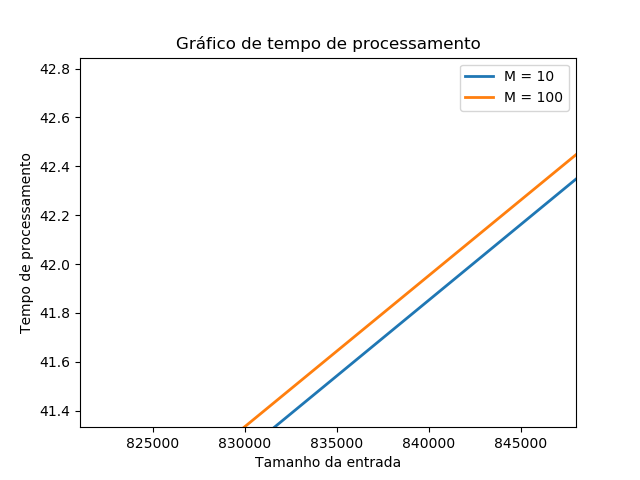 Gráfico de tempo de processamento
M = 10
M = 100
Tempo de processamento
42.8
42.6
42.4
42.2
42.0
41.8
41.6
41.4
825000 830000 835000 840000 845000
Tamanho da entrada